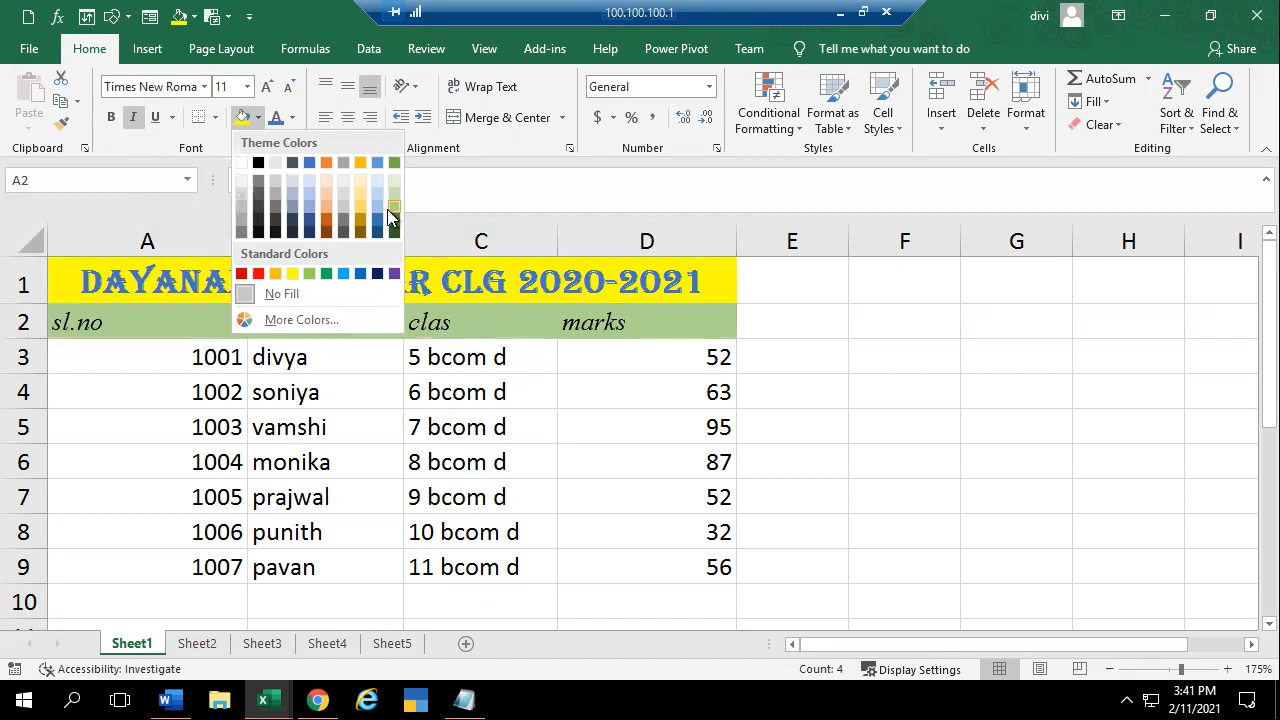 100.100.100.1
divi
File Home Insert Page Layout Formulas Data Review View Add-ins Help Power Pivot Team Tell me what you want to do Share
Paste
Clipboard
Times New Roma 11
B I U
Font
Wrap Text
Merge & Center
Alignment
General
$ % ,
Number
Conditional Formatting
Format as Table
Cell Styles
Styles
Insert Delete Format
Cells
AutoSum
Fill
Clear
Sort & Filter
Find & Select
Editing
Theme Colors
Standard Colors
No Fill
More Colors...
A2
A C D E F G H I
1 DAYANA R CLG 2020-2021
2 sl.no clas marks
3 1001 divya 5 bcom d 52
4 1002 soniya 6 bcom d 63
5 1003 vamshi 7 bcom d 95
6 1004 monika 8 bcom d 87
7 1005 prajwal 9 bcom d 52
8 1006 punith 10 bcom d 32
9 1007 pavan 11 bcom d 56
10
Sheet1 Sheet2 Sheet3 Sheet4 Sheet5
Accessibility: Investigate Count: 4 Display Settings 175%
3:41 PM
2/11/2021